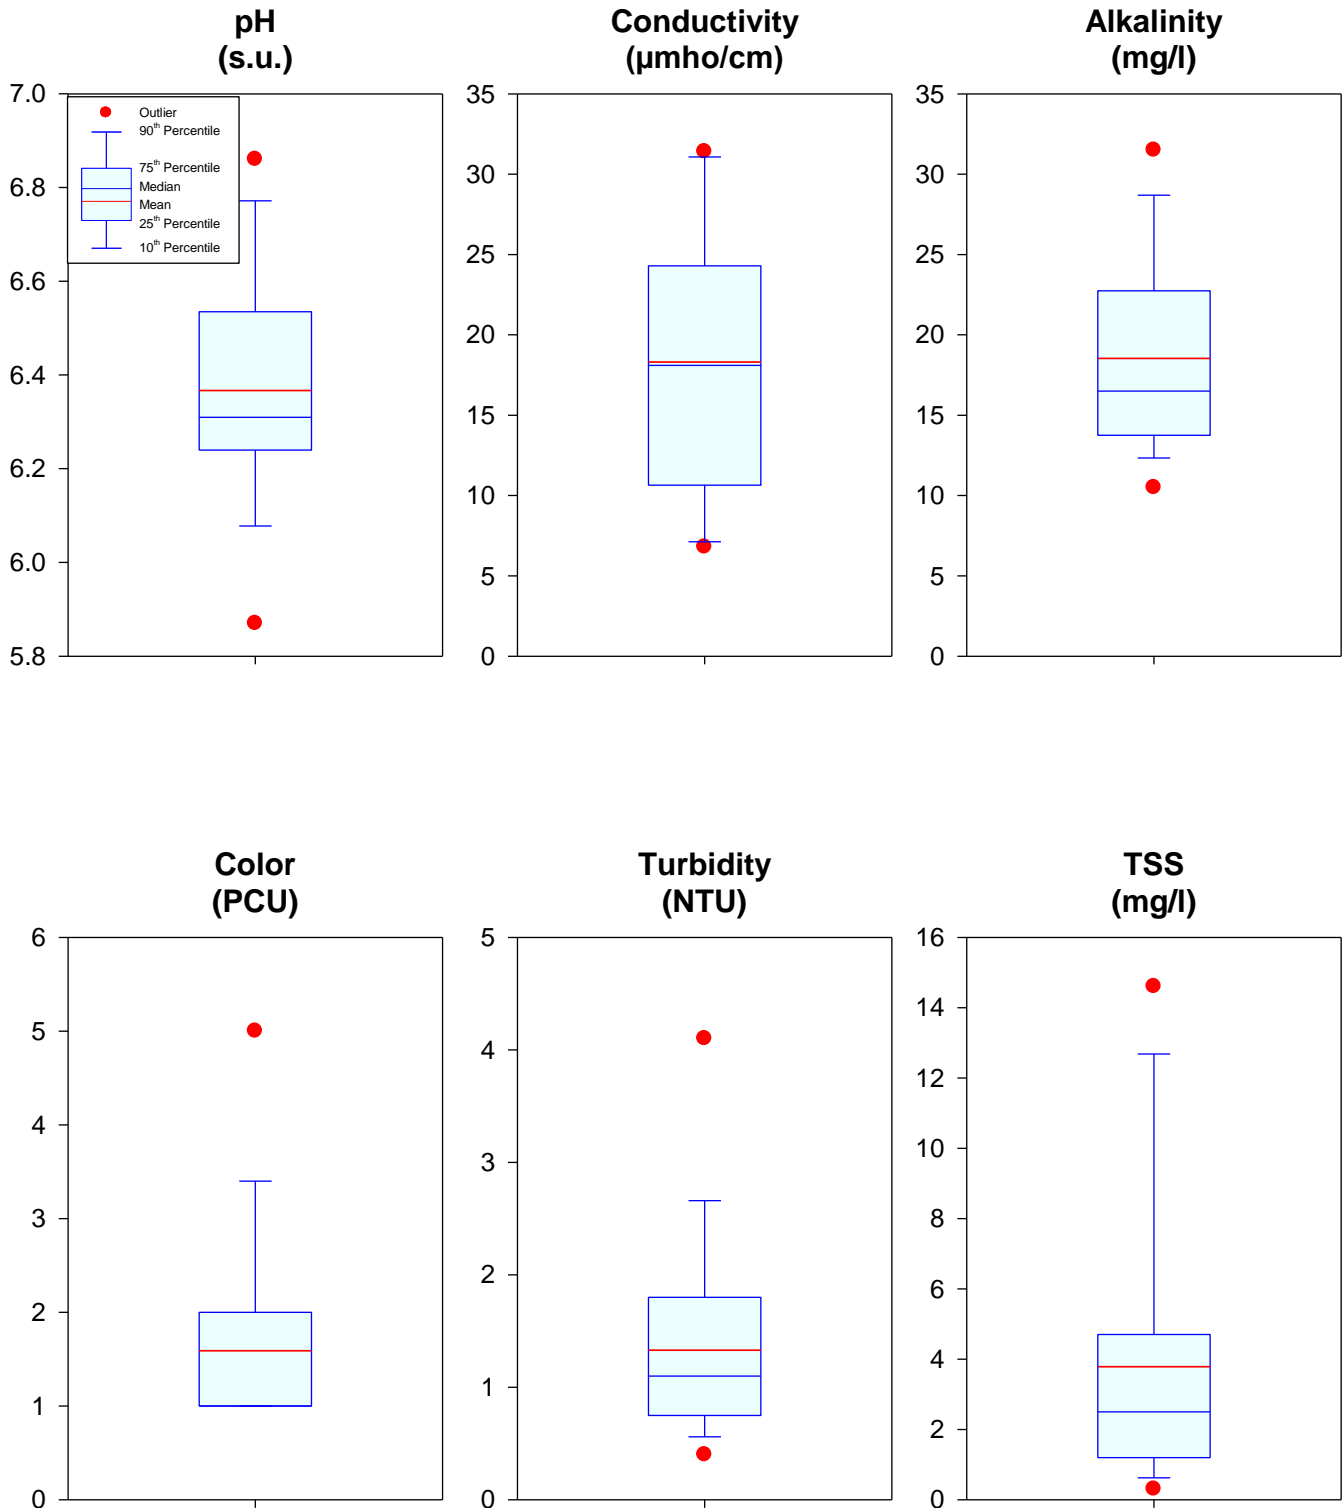 pH
(s.u.)
7.0
6.8
6.6
6.4
6.2
6.0
5.8
Outlier
90th Percentile
75th Percentile
Median
Mean
25th Percentile
10th Percentile
Conductivity
(µmho/cm)
35
30
25
20
15
10
5
0
Alkalinity
(mg/l)
35
30
25
20
15
10
5
0
Color
(PCU)
6
5
4
3
2
1
0
Turbidity
(NTU)
5
4
3
2
1
0
TSS
(mg/l)
16
14
12
10
8
6
4
2
0